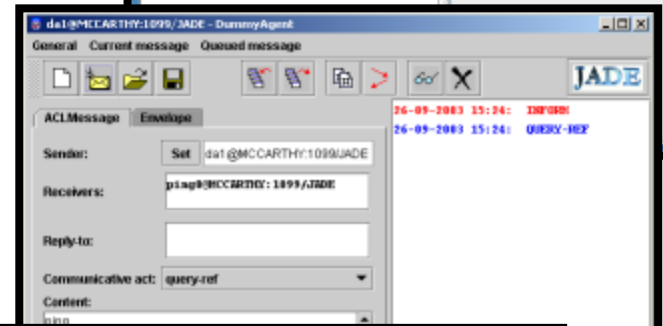 da1@MCCARTHY:1099/JADE - DummyAgent
General Current message Queued message
JADE
ACLMessage Envelope
Sender: Set da1@MCCARTHY:1099/JADE
Receivers: ping0@MCCARTHY:1099/JADE
Reply-to:
Communicative act: query-ref
Content:
ping
26-09-2003 15:24: INFORM
26-09-2003 15:24: QUERY-REF